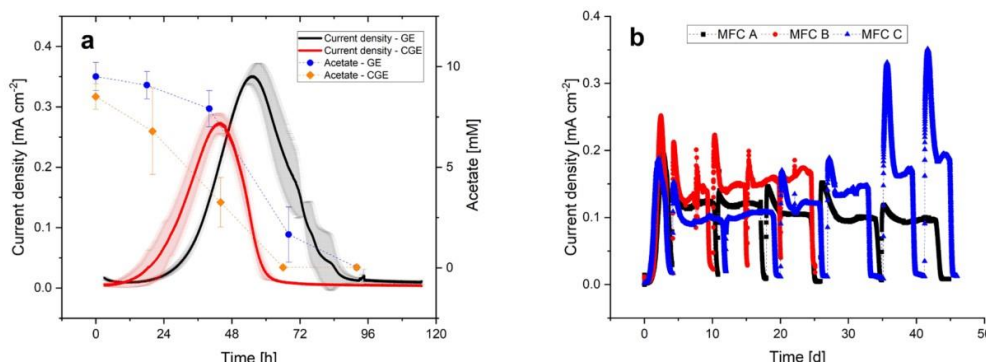 a
Current density - GE
Current density - CGE
Acetate - GE
Acetate - CGE
Current density [mA cm⁻²]
0.4
0.3
0.2
0.1
0.0
10
5
0
Acetate [mM]
0 24 48 72 96 120
Time [h]
b
MFC A MFC B MFC C
Current density [mA cm⁻²]
0.4
0.3
0.2
0.1
0.0
0 10 20 30 40 50
Time [d]